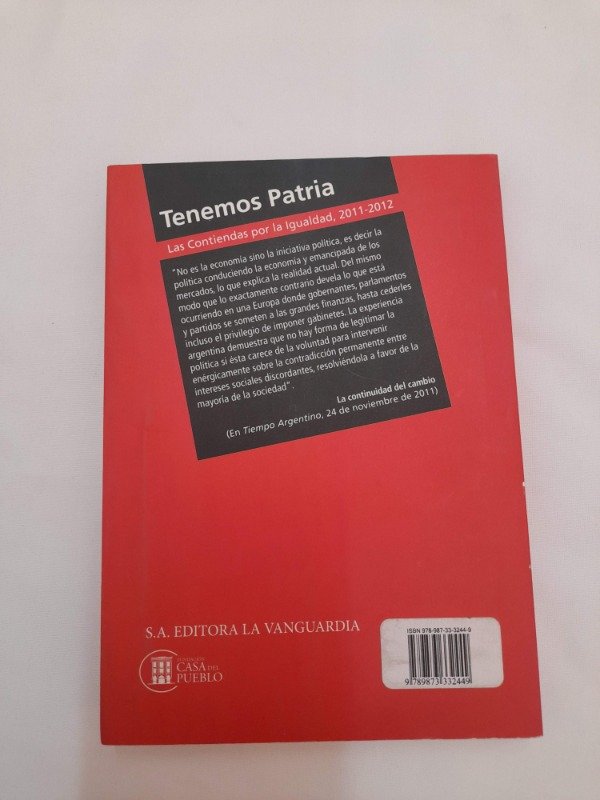 Tenemos Patria
Las Contiendas por la Igualdad, 2011-2012
"No es la economía sino la iniciativa política, es decir la
política conduciendo la economía y emancipada de los
mercados, lo que explica la realidad actual. Del mismo
modo que lo exactamente contrario devela lo que está
ocurriendo en una Europa donde gobernantes, parlamentos
y partidos se someten a las grandes finanzas, hasta cederles
incluso el privilegio de imponer gabinetes. La experiencia
argentina demuestra que no hay forma de legitimar la
política si ésta carece de la voluntad para intervenir
enérgicamente sobre la contradicción permanente entre
intereses sociales discordantes, resolviéndola a favor de la
mayoría de la sociedad".
La continuidad del cambio
(En Tiempo Argentino, 24 de noviembre de 2011)
S.A. EDITORA LA VANGUARDIA
FUNDACIÓN
CASA DEL
PUEBLO
ISBN 978-987-33-3244-9
9 789873 332449